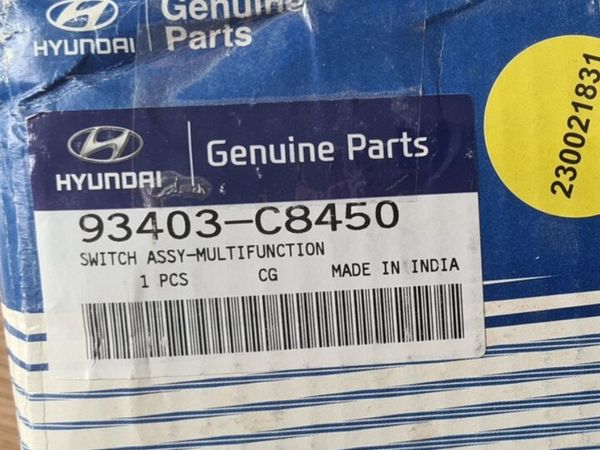 HYUNDAI
Genuine
Parts
230021831
HYUNDAI
Genuine Parts
93403-C8450
SWITCH ASSY-MULTIFUNCTION
1 PCS CG MADE IN INDIA